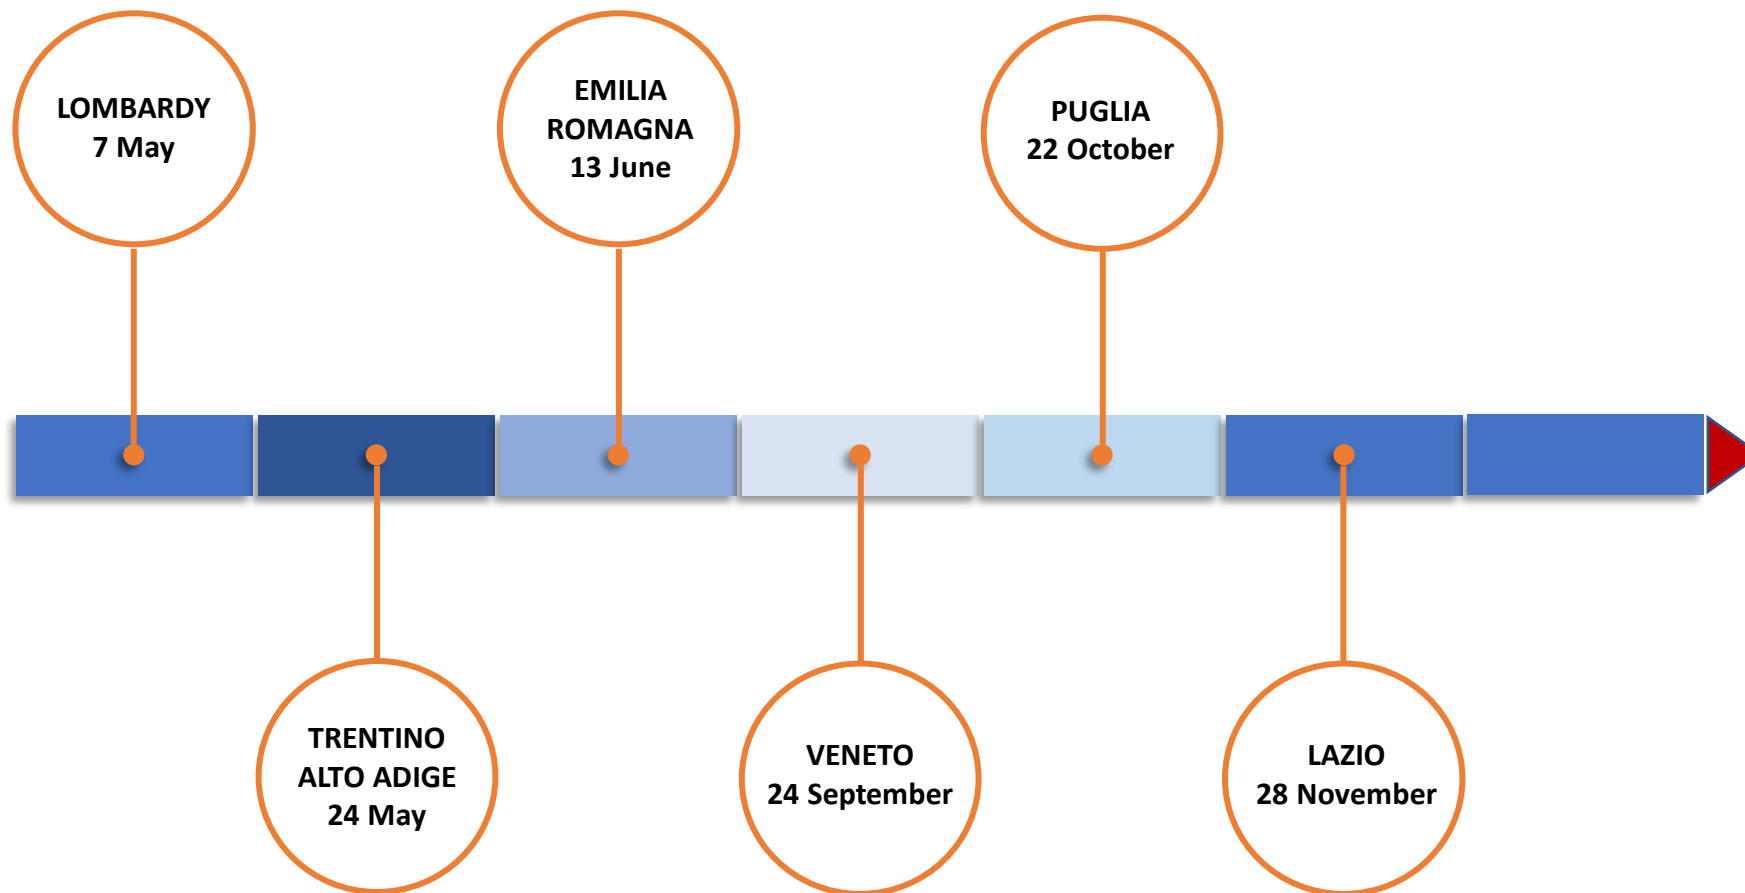 LOMBARDY
7 May
EMILIA
ROMAGNA
13 June
PUGLIA
22 October
TRENTINO
ALTO ADIGE
24 May
VENETO
24 September
LAZIO
28 November